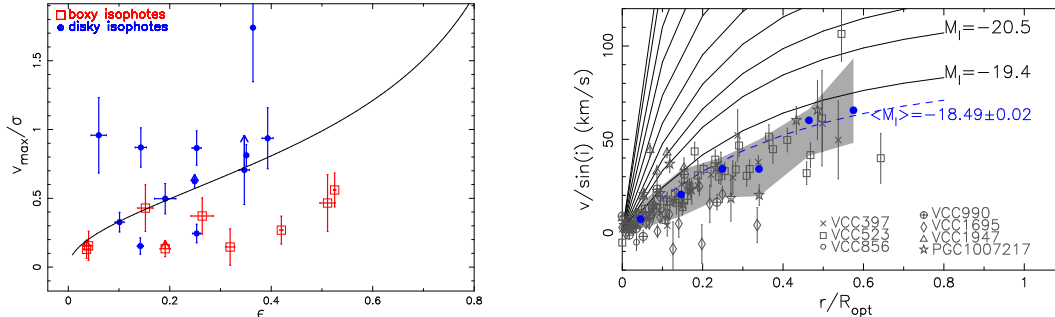 boxy isophotes
disky isophotes
v_max/σ
0
0.5
1
1.5
0
0.2
0.4
0.6
0.8
ϵ
v/sin(i) (km/s)
0
50
100
M_I=−20.5
M_I=−19.4
<M_I>=−18.49±0.02
×VCC397
□VCC523
○VCC856
⊕VCC990
◇VCC1695
△VCC1947
☆PGC1007217
0
0.2
0.4
0.6
0.8
1
r/R_opt